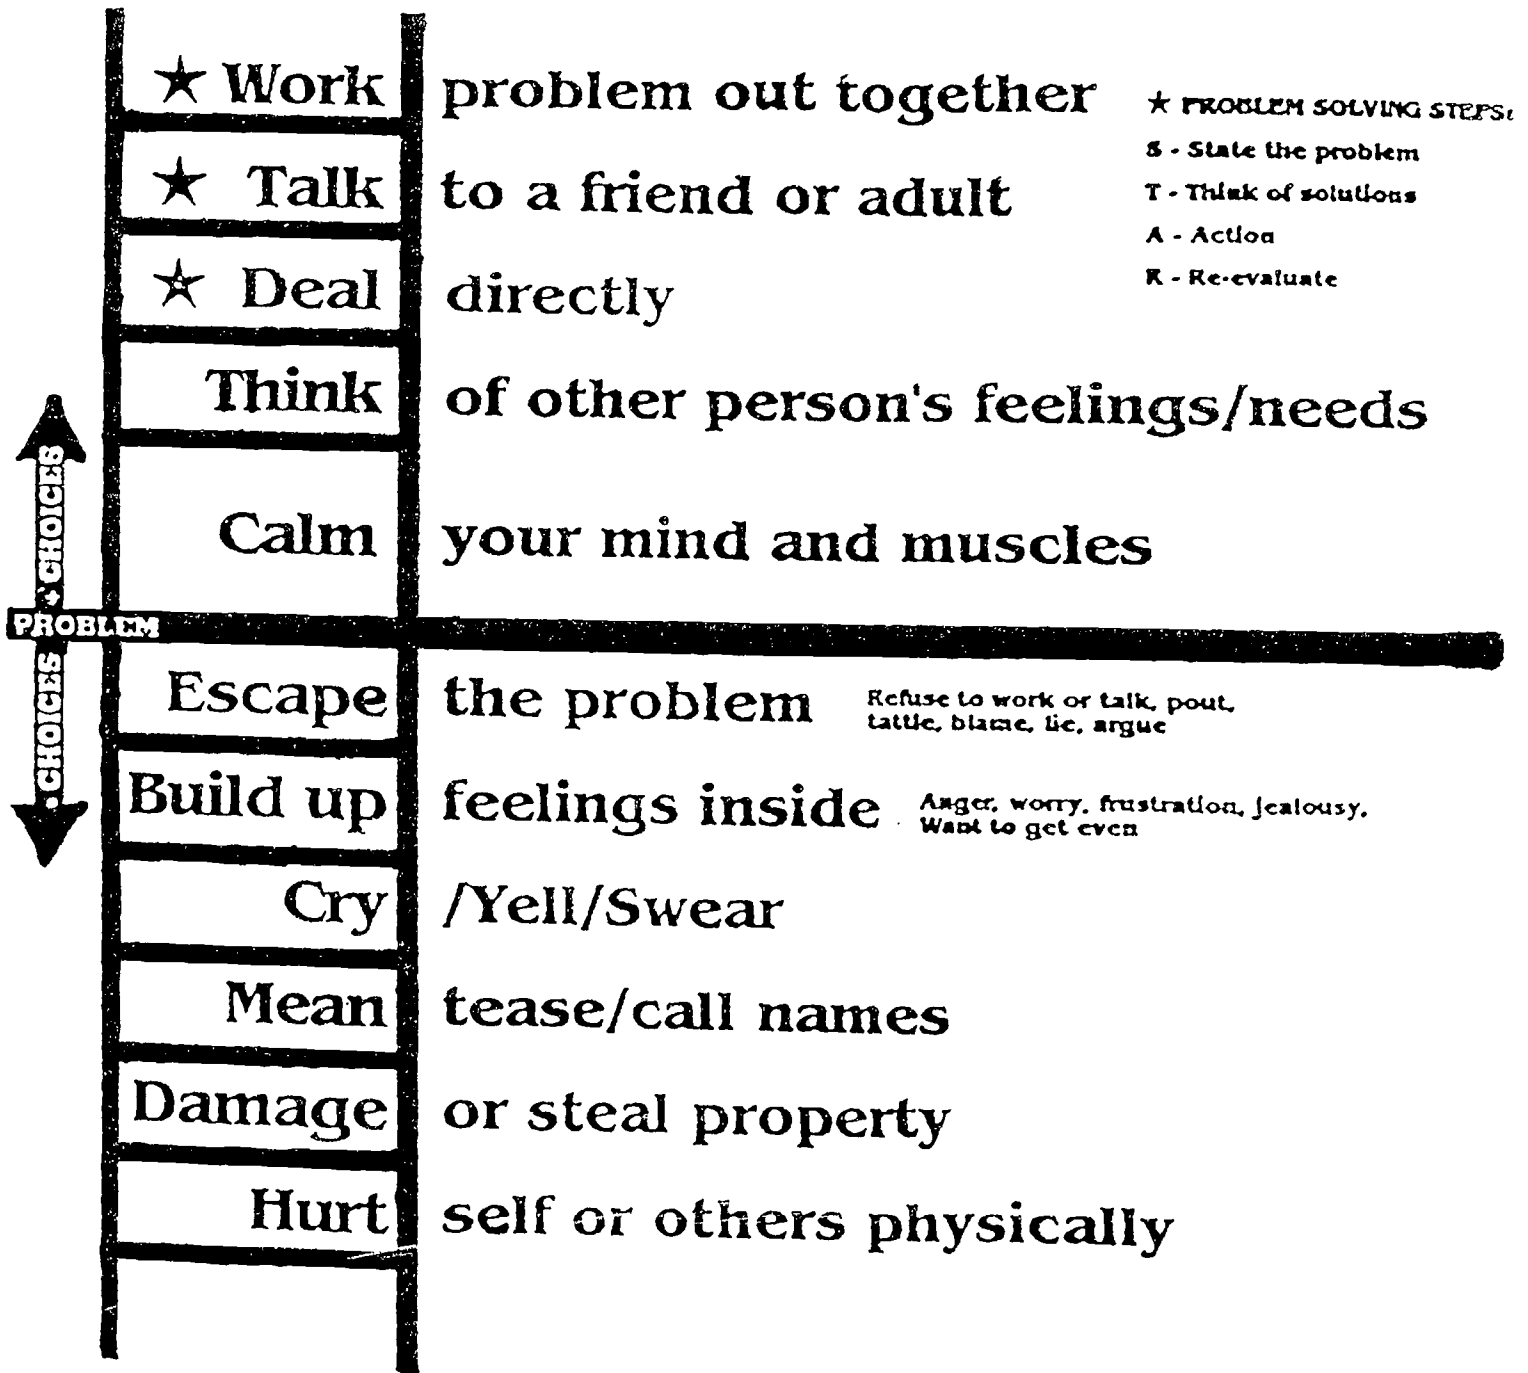 ★ Work problem out together
★ PROBLEM SOLVING STEPS:
S - State the problem
★ Talk to a friend or adult
T - Think of solutions
A - Action
★ Deal directly
R - Re-evaluate
Think of other person's feelings/needs
+ CHOICES
Calm your mind and muscles
PROBLEM
- CHOICES
Escape the problem
Refuse to work or talk, pout,
tattle, blame, lie, argue
Build up feelings inside
Anger, worry, frustration, jealousy,
Want to get even
Cry /Yell/Swear
Mean tease/call names
Damage or steal property
Hurt self or others physically